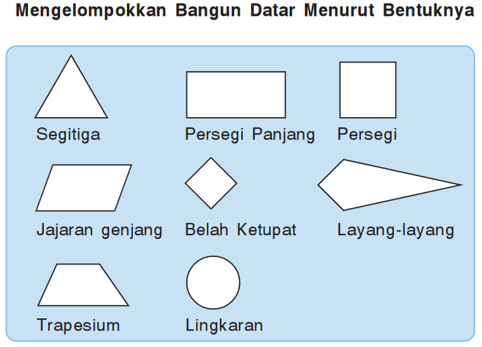 Mengelompokkan Bangun Datar Menurut Bentuknya
Segitiga
Persegi Panjang
Persegi
Jajaran genjang
Belah Ketupat
Layang-layang
Trapesium
Lingkaran